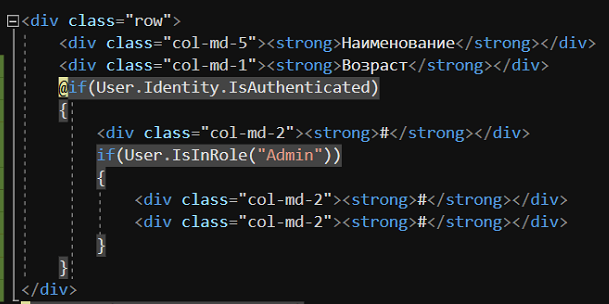 <div class="row">
<div class="col-md-5"><strong>Наименование</strong></div>
<div class="col-md-1"><strong>Возраст</strong></div>
@if(User.Identity.IsAuthenticated)
{
<div class="col-md-2"><strong>#</strong></div>
if(User.IsInRole("Admin"))
{
<div class="col-md-2"><strong>#</strong></div>
<div class="col-md-2"><strong>#</strong></div>
}
}
</div>